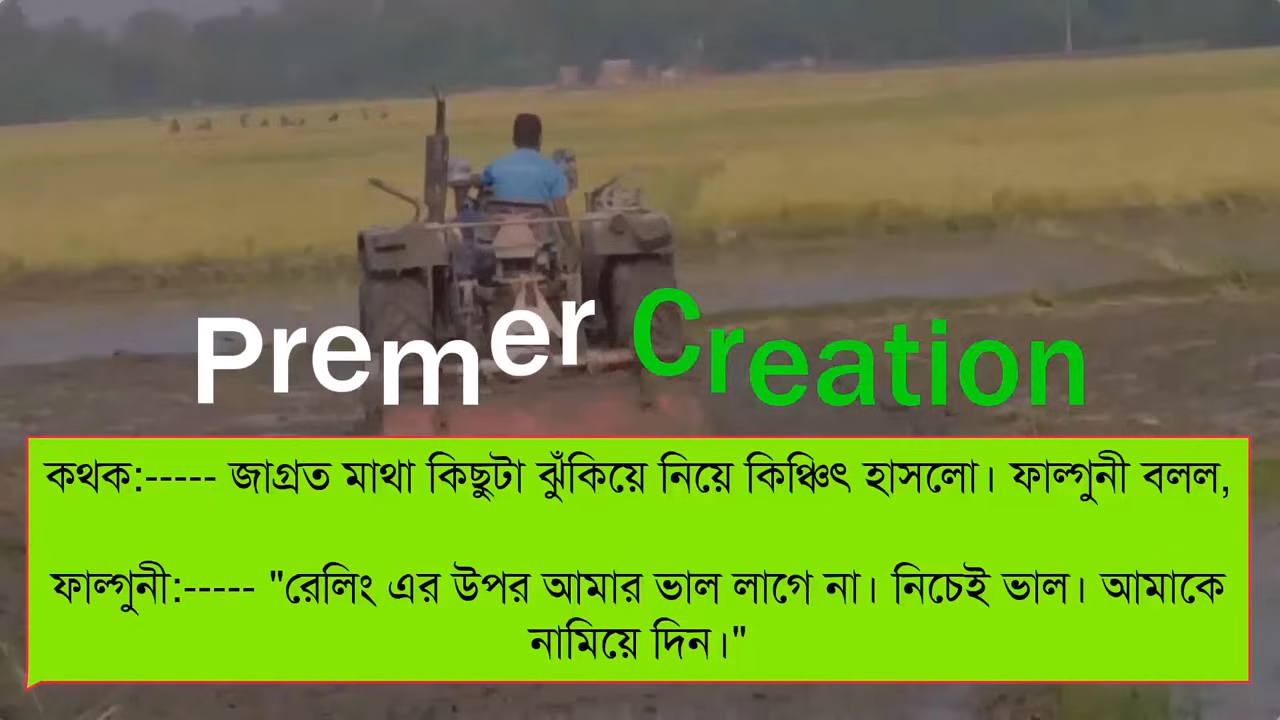 Premer Creation
কথক:----- জাগ্রত মাথা কিছুটা ঝুঁকিয়ে নিয়ে কিঞ্চিৎ হাসলো। ফাল্গুনী বলল,
ফাল্গুনী:----- "রেলিং এর উপর আমার ভাল লাগে না। নিচেই ভাল। আমাকে
নামিয়ে দিন।"